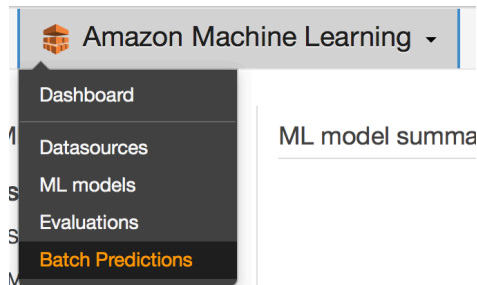 Amazon Machine Learning
Dashboard
ML model summa
Datasources
ML models
Evaluations
Batch Predictions